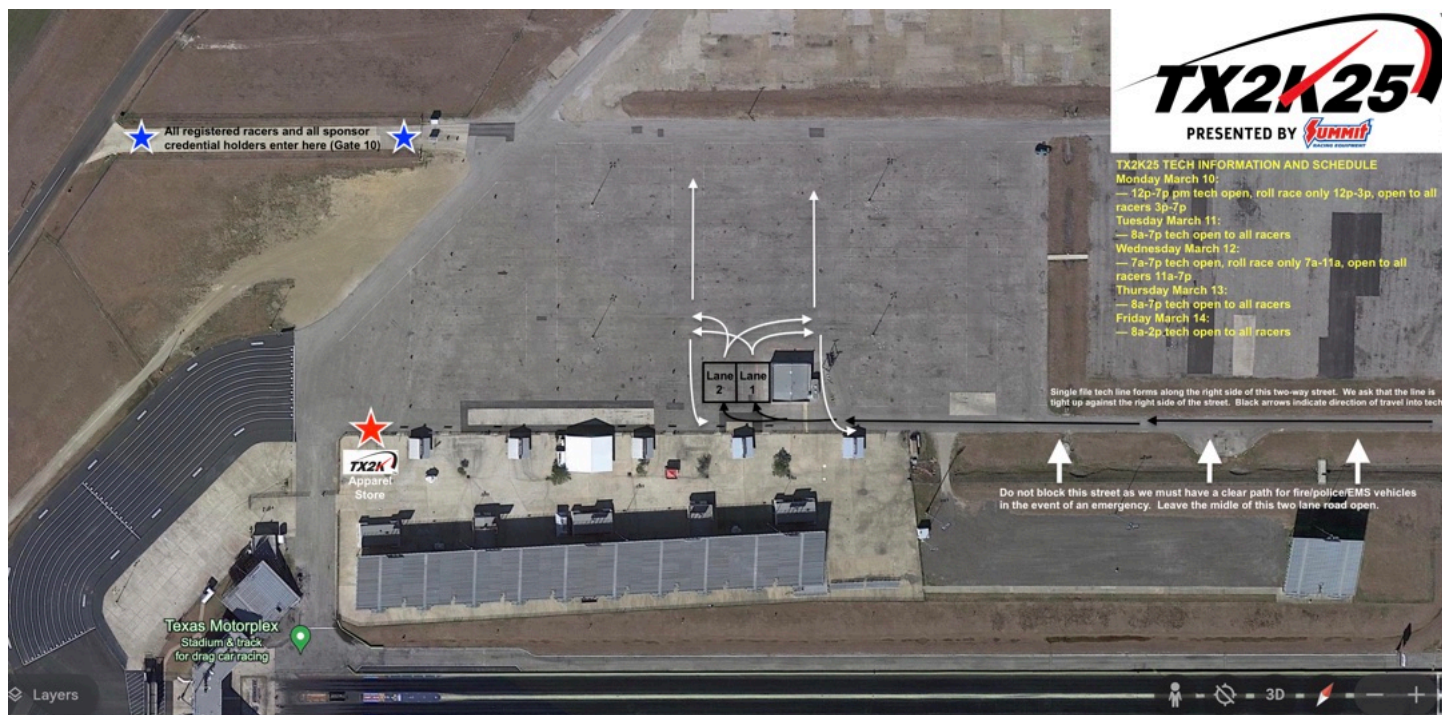 All registered racers and all sponsor
credential holders enter here (Gate 10)
TX2K25
PRESENTED BY Summit
RACING EQUIPMENT
TX2K25 TECH INFORMATION AND SCHEDULE
Monday March 10:
— 12p-7p pm tech open, roll race only 12p-3p, open to all
racers 3p-7p
Tuesday March 11:
— 8a-7p tech open to all racers
Wednesday March 12:
— 7a-7p tech open, roll race only 7a-11a, open to all
racers 11a-7p
Thursday March 13:
— 8a-7p tech open to all racers
Friday March 14:
— 8a-2p tech open to all racers
Lane
2
Lane
1
Single file tech line forms along the right side of this two-way street. We ask that the line is
tight up against the right side of the street. Black arrows indicate direction of travel into tech
TX2K
Apparel
Store
Do not block this street as we must have a clear path for fire/police/EMS vehicles
in the event of an emergency. Leave the midle of this two lane road open.
Texas Motorplex
Stadium & track
for drag car racing
Layers
3D